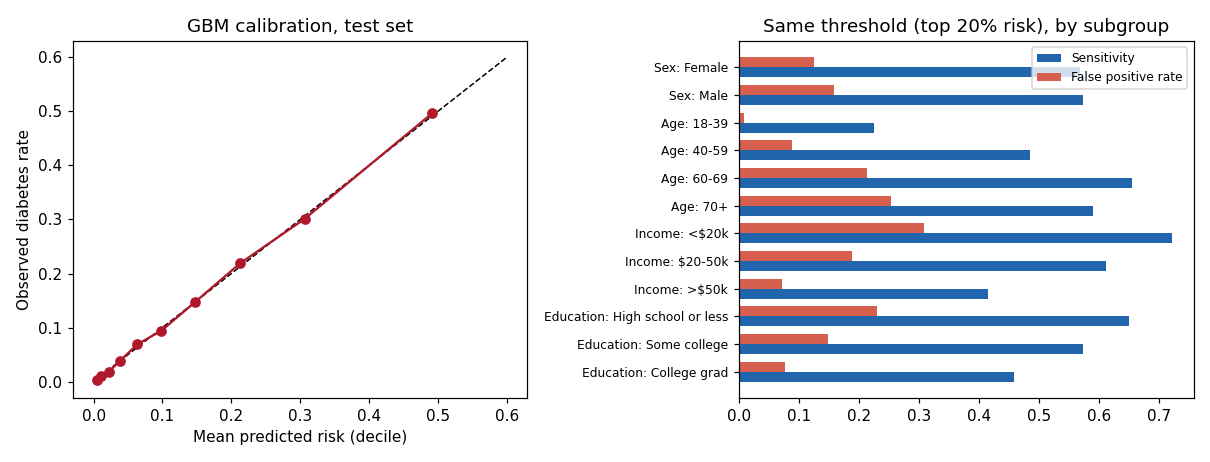 GBM calibration, test set
Observed diabetes rate
0.6
0.5
0.4
0.3
0.2
0.1
0.0
0.0 0.1 0.2 0.3 0.4 0.5 0.6
Mean predicted risk (decile)
Same threshold (top 20% risk), by subgroup
Sensitivity
False positive rate
Sex: Female
Sex: Male
Age: 18-39
Age: 40-59
Age: 60-69
Age: 70+
Income: <$20k
Income: $20-50k
Income: >$50k
Education: High school or less
Education: Some college
Education: College grad
0.0 0.1 0.2 0.3 0.4 0.5 0.6 0.7